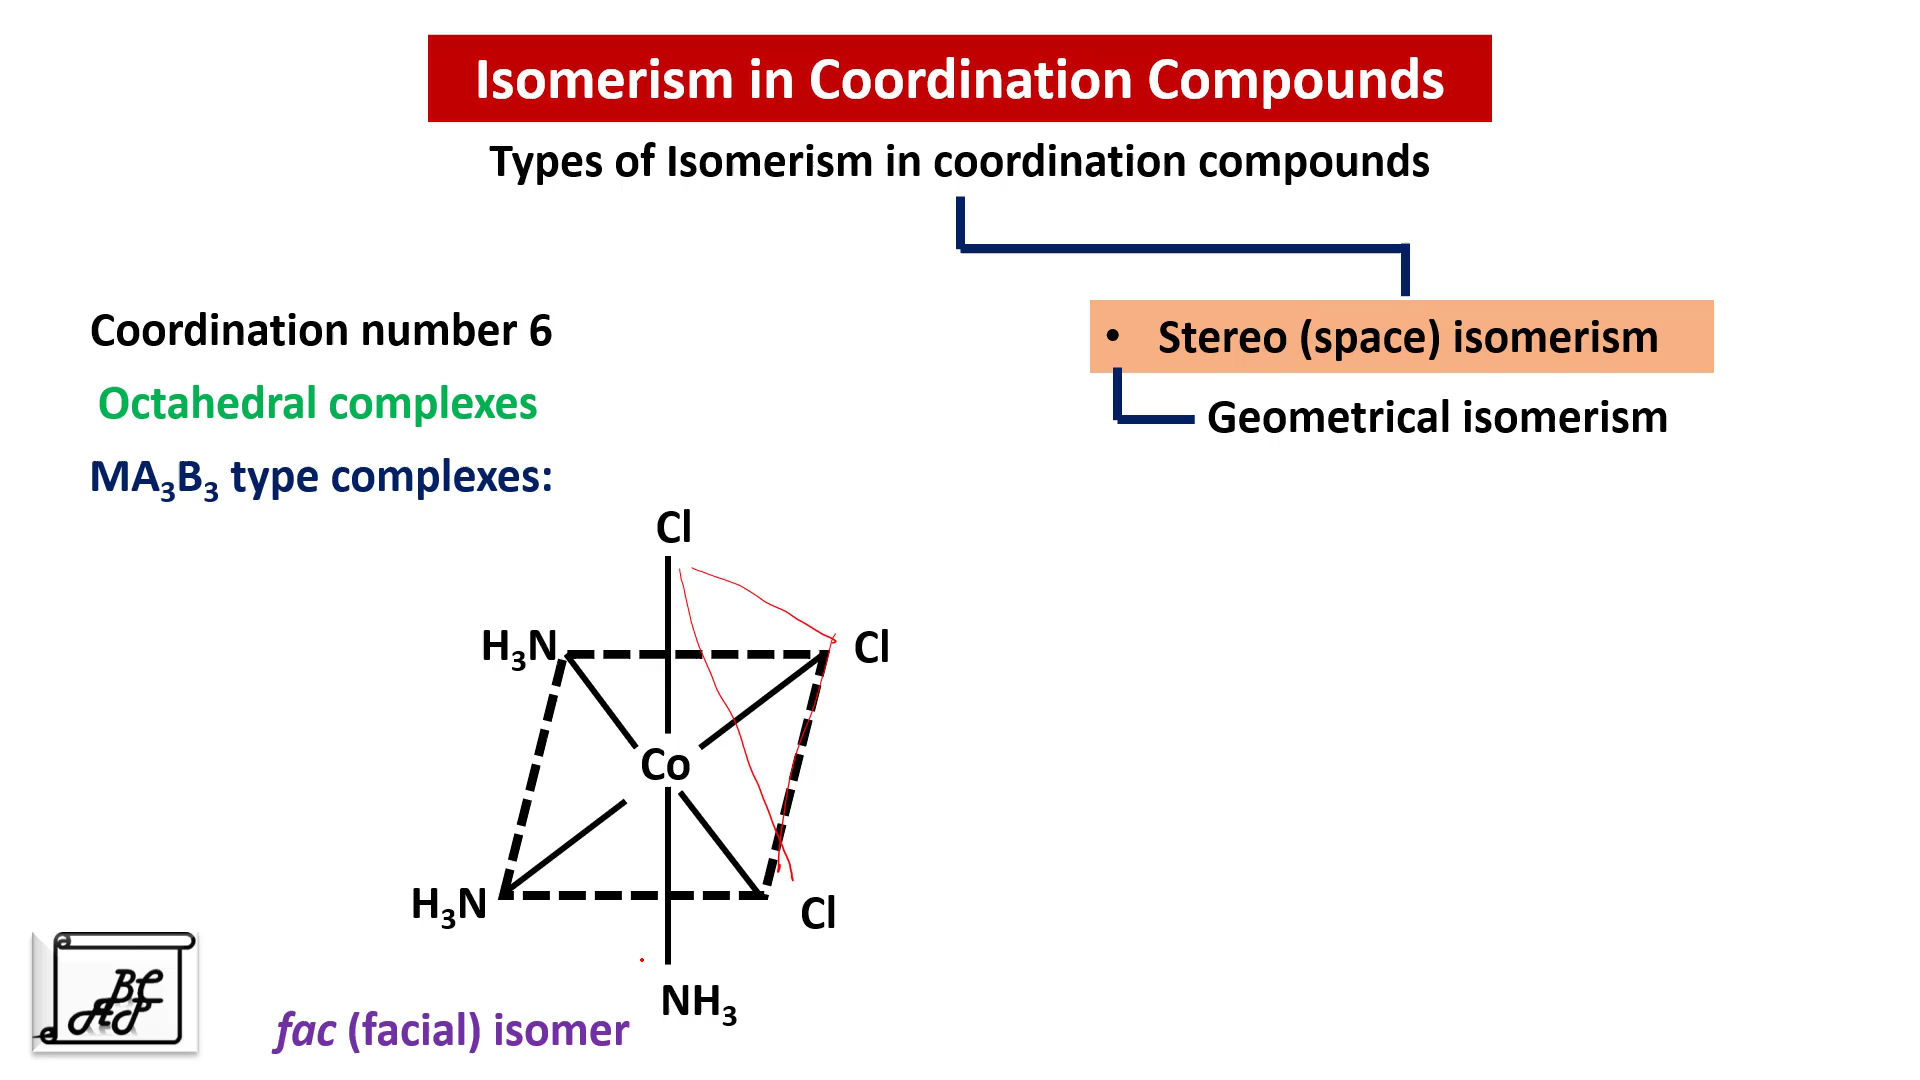 Isomerism in Coordination Compounds
Types of Isomerism in coordination compounds
Coordination number 6
• Stereo (space) isomerism
Octahedral complexes
Geometrical isomerism
MA₃B₃ type complexes:
Cl
H₃N
Cl
Co
H₃N
Cl
NH₃
fac (facial) isomer